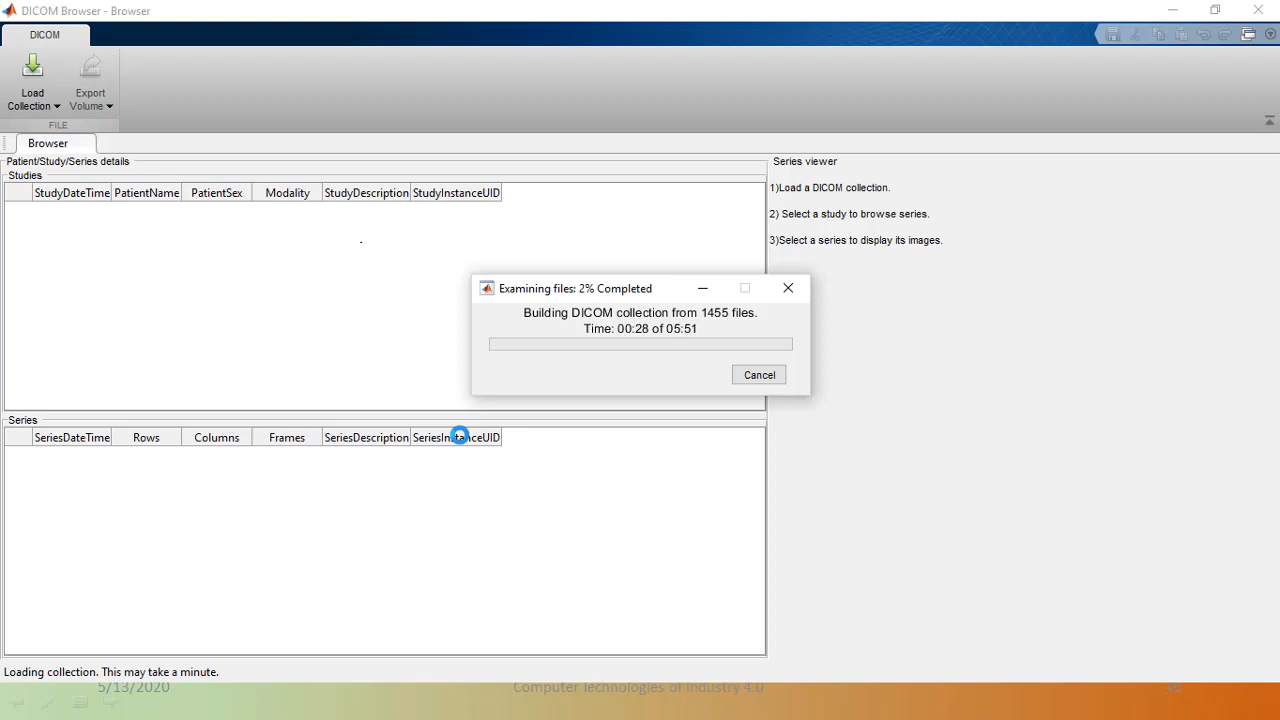 DICOM Browser - Browser
DICOM
Load
Collection
Export
Volume
FILE
Browser
Patient/Study/Series details
Studies
StudyDateTime PatientName PatientSex Modality StudyDescription StudyInstanceUID
Series viewer
1)Load a DICOM collection.
2) Select a study to browse series.
3)Select a series to display its images.
Examining files: 2% Completed
Building DICOM collection from 1455 files.
Time: 00:28 of 05:51
Cancel
Series
SeriesDateTime Rows Columns Frames SeriesDescription SeriesInstanceUID
Loading collection. This may take a minute.
5/13/2020
Computer Technologies of Industry 4.0